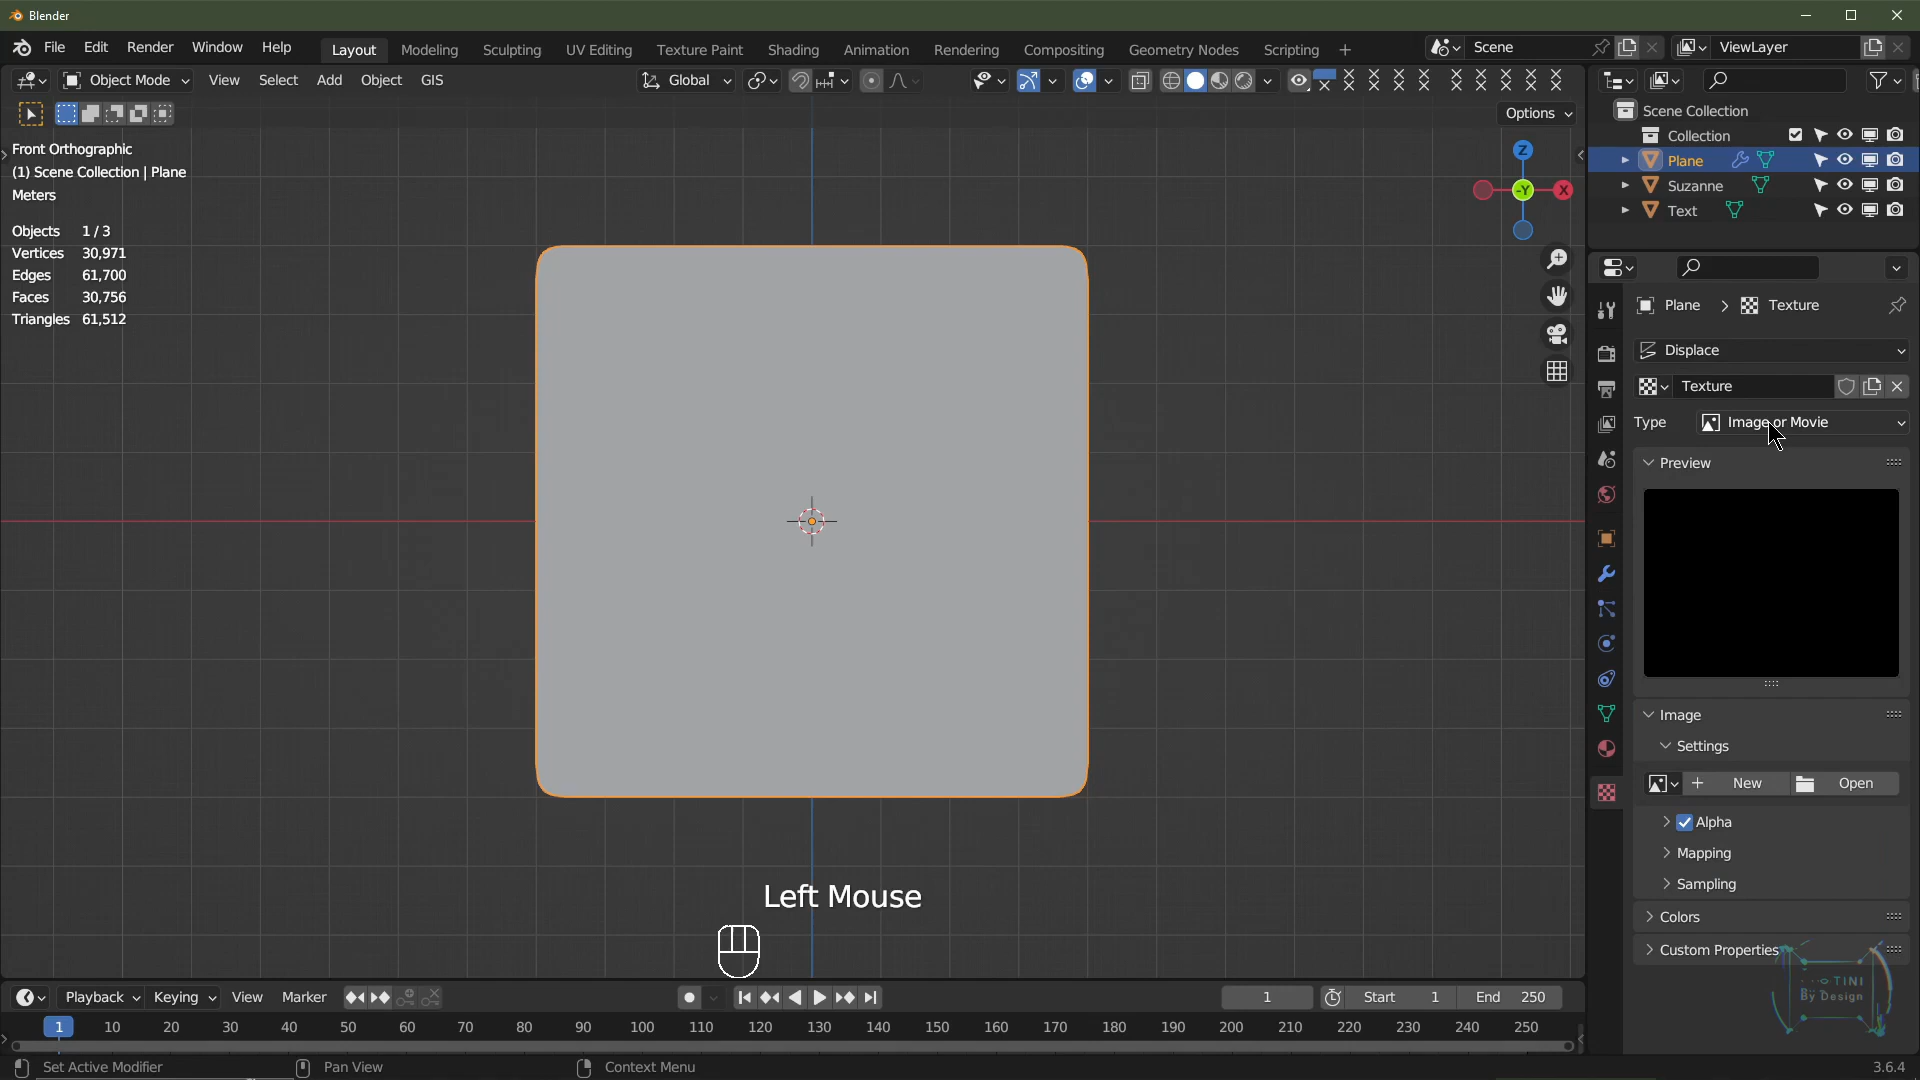 Blender
File Edit Render Window Help Layout Modeling Sculpting UV Editing Texture Paint Shading Animation Rendering Compositing Geometry Nodes Scripting + Scene ViewLayer
Object Mode View Select Add Object GIS Global
Options
Front Orthographic
(1) Scene Collection | Plane
Meters
Objects 1 / 3
Vertices 30,971
Edges 61,700
Faces 30,756
Triangles 61,512
Z
-Y X
Scene Collection
Collection
Plane
Suzanne
Text
Plane > Texture
Displace
Texture
Type Image or Movie
Preview
Image
Settings
+ New Open
Alpha
Mapping
Sampling
Colors
Custom Properties
Left Mouse
TINI
By Design
Playback Keying View Marker 1 Start 1 End 250
1 10 20 30 40 50 60 70 80 90 100 110 120 130 140 150 160 170 180 190 200 210 220 230 240 250
Set Active Modifier Pan View Context Menu 3.6.4